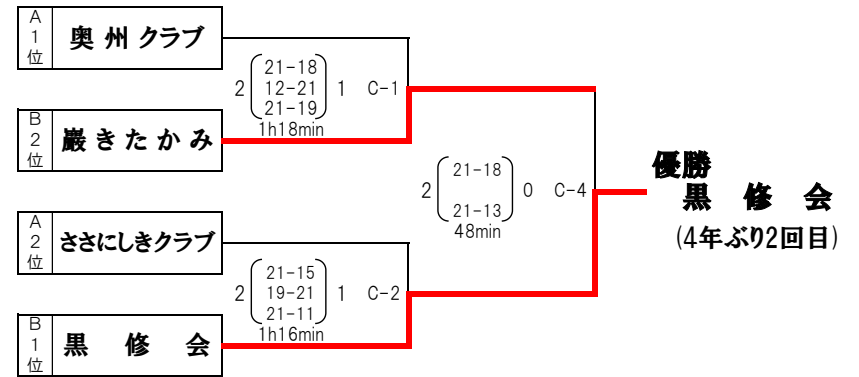 A
1
位
奥州クラブ
2
21-18
12-21
21-19
1
C-1
1h18min
B
2
位
巌きたかみ
2
21-18
21-13
0
C-4
48min
優勝
黒修会
(4年ぶり2回目)
A
2
位
ささにしきクラブ
2
21-15
19-21
21-11
1
C-2
1h16min
B
1
位
黒修会